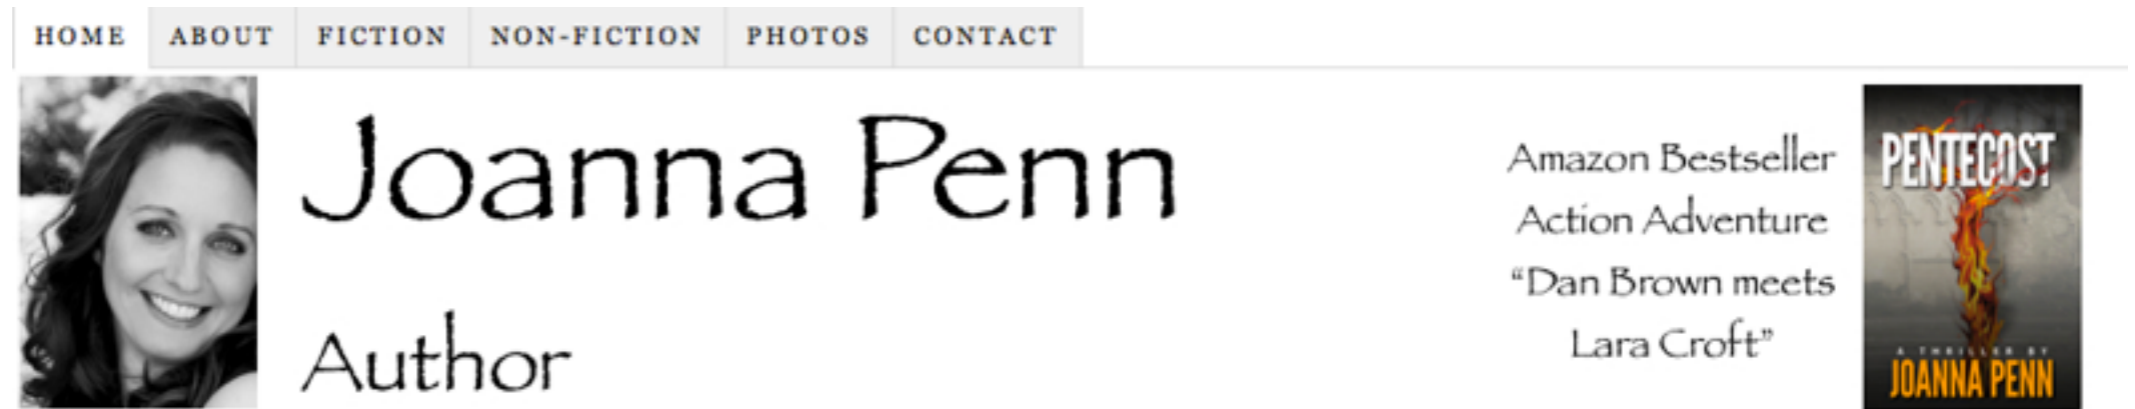 HOME ABOUT FICTION NON-FICTION PHOTOS CONTACT
Joanna Penn
Author
Amazon Bestseller
Action Adventure
“Dan Brown meets
Lara Croft”
PENTECOST
A THRILLER BY
JOANNA PENN